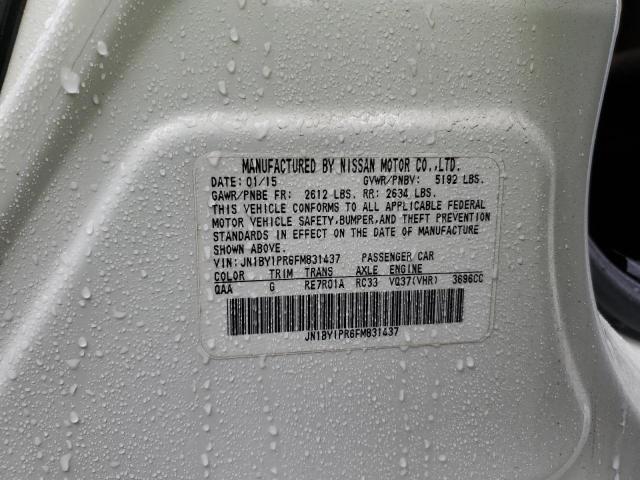 MANUFACTURED BY NISSAN MOTOR CO.,LTD.
DATE: 01/15 GVWR/PNBV: 5192 LBS.
GAWR/PNBE FR: 2612 LBS. RR: 2634 LBS.
THIS VEHICLE CONFORMS TO ALL APPLICABLE FEDERAL
MOTOR VEHICLE SAFETY,BUMPER,AND THEFT PREVENTION
STANDARDS IN EFFECT ON THE DATE OF MANUFACTURE
SHOWN ABOVE.
VIN: JN1BY1PR6FM831437 PASSENGER CAR
COLOR TRIM TRANS AXLE ENGINE
QAA G RE7R01A RC33 VQ37(VHR) 3696CC
JN1BY1PR6FM831437